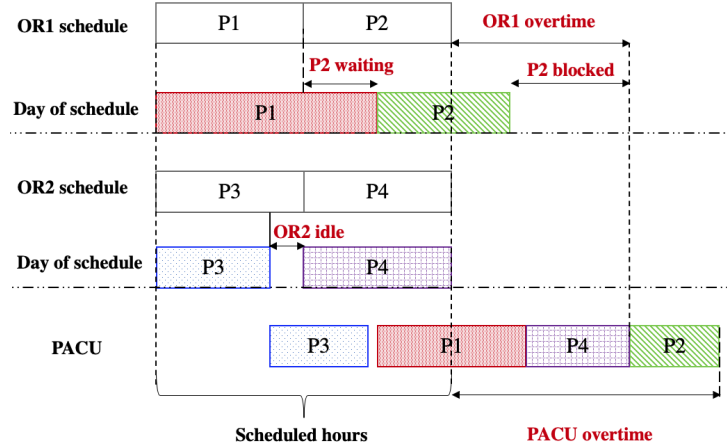 OR1 schedule P1 P2 OR1 overtime
P2 waiting P2 blocked
Day of schedule P1 P2
OR2 schedule P3 P4
OR2 idle
Day of schedule P3 P4
PACU P3 P1 P4 P2
Scheduled hours PACU overtime